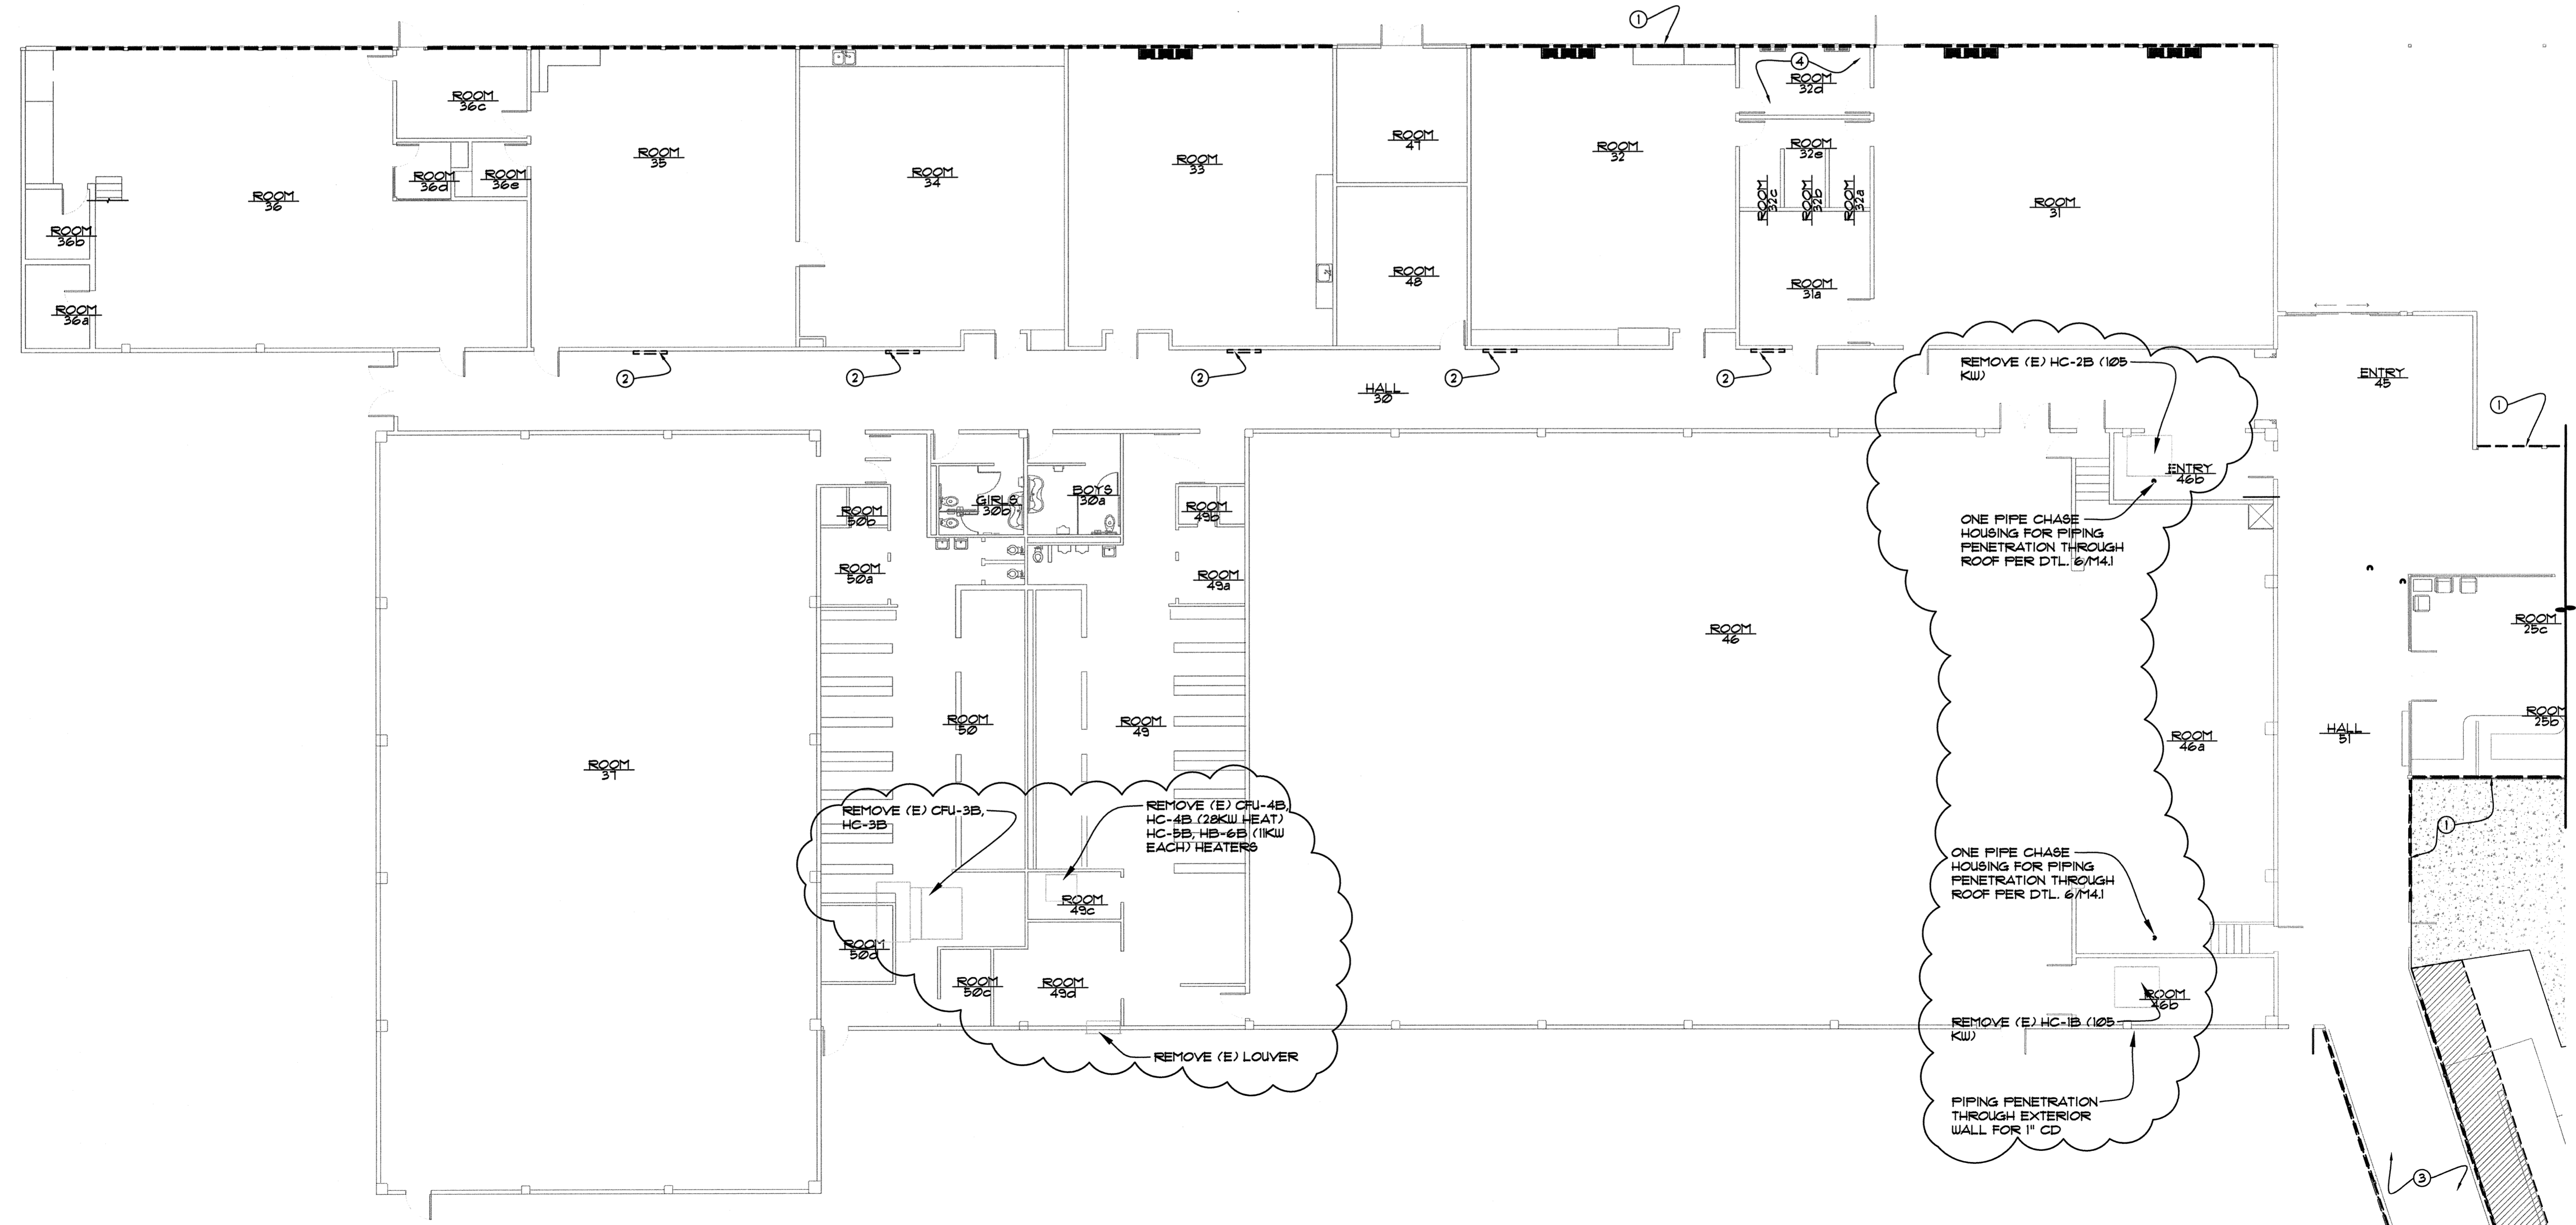 1
4
ROOM
36c
ROOM
35
ROOM
36d
ROOM
36e
ROOM
36
ROOM
36b
ROOM
36a
ROOM
34
ROOM
33
ROOM
47
ROOM
48
ROOM
32
ROOM
32d
ROOM
32e
ROOM
32c
ROOM
32b
ROOM
32a
ROOM
31a
ROOM
31
2
2
2
2
2
HALL
30
REMOVE (E) HC-2B (105
KW)
ENTRY
45
1
ENTRY
46b
ONE PIPE CHASE
HOUSING FOR PIPING
PENETRATION THROUGH
ROOF PER DTL. 6/M4.1
GIRLS
30b
BOYS
30a
ROOM
50b
ROOM
49b
ROOM
50a
ROOM
49a
ROOM
46
ROOM
25c
ROOM
25b
ROOM
50
ROOM
49
HALL
51
ROOM
46a
ROOM
37
REMOVE (E) CFU-3B,
HC-3B
REMOVE (E) CFU-4B,
HC-4B (28KW HEAT)
HC-5B, HB-6B (11KW
EACH) HEATERS
1
ONE PIPE CHASE
HOUSING FOR PIPING
PENETRATION THROUGH
ROOF PER DTL. 6/M4.1
ROOM
49c
ROOM
50d
ROOM
50c
ROOM
49d
ROOM
46b
REMOVE (E) HC-1B (105
KW)
REMOVE (E) LOUVER
PIPING PENETRATION
THROUGH EXTERIOR
WALL FOR 1" CD
3